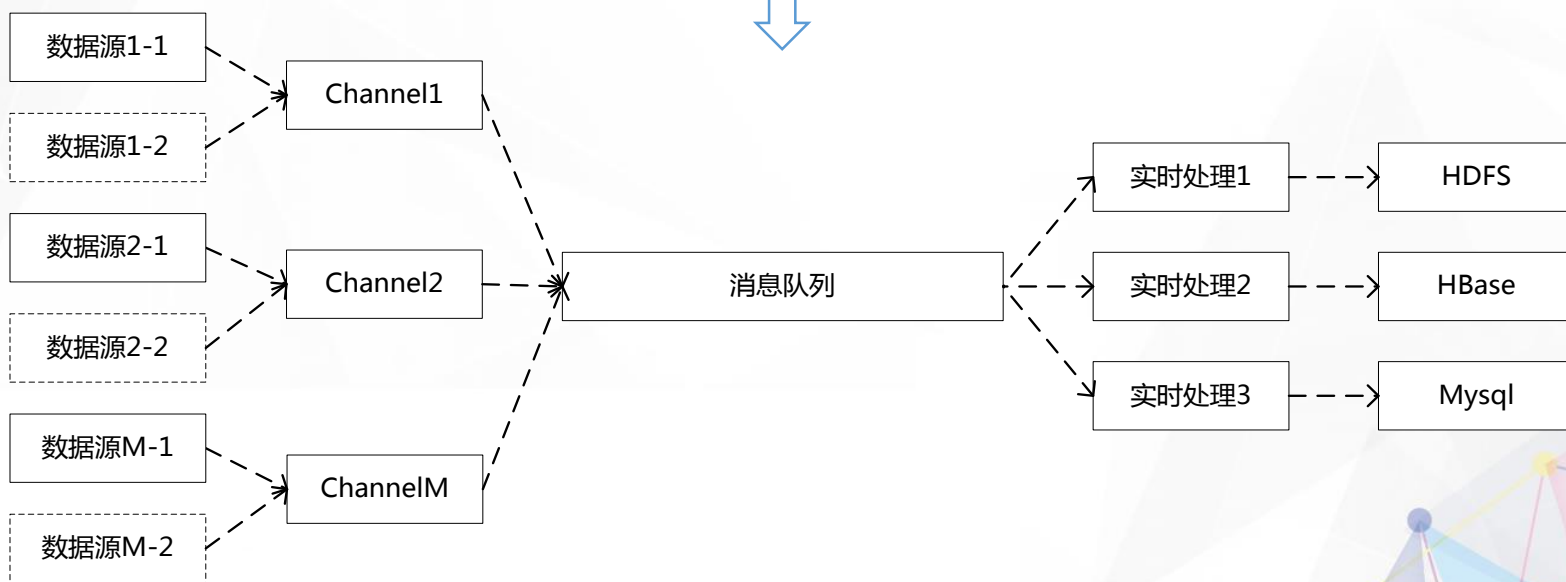 数据源1-1
数据源1-2
数据源2-1
数据源2-2
数据源M-1
数据源M-2
Channel1
Channel2
ChannelM
消息队列
实时处理1
实时处理2
实时处理3
HDFS
HBase
Mysql